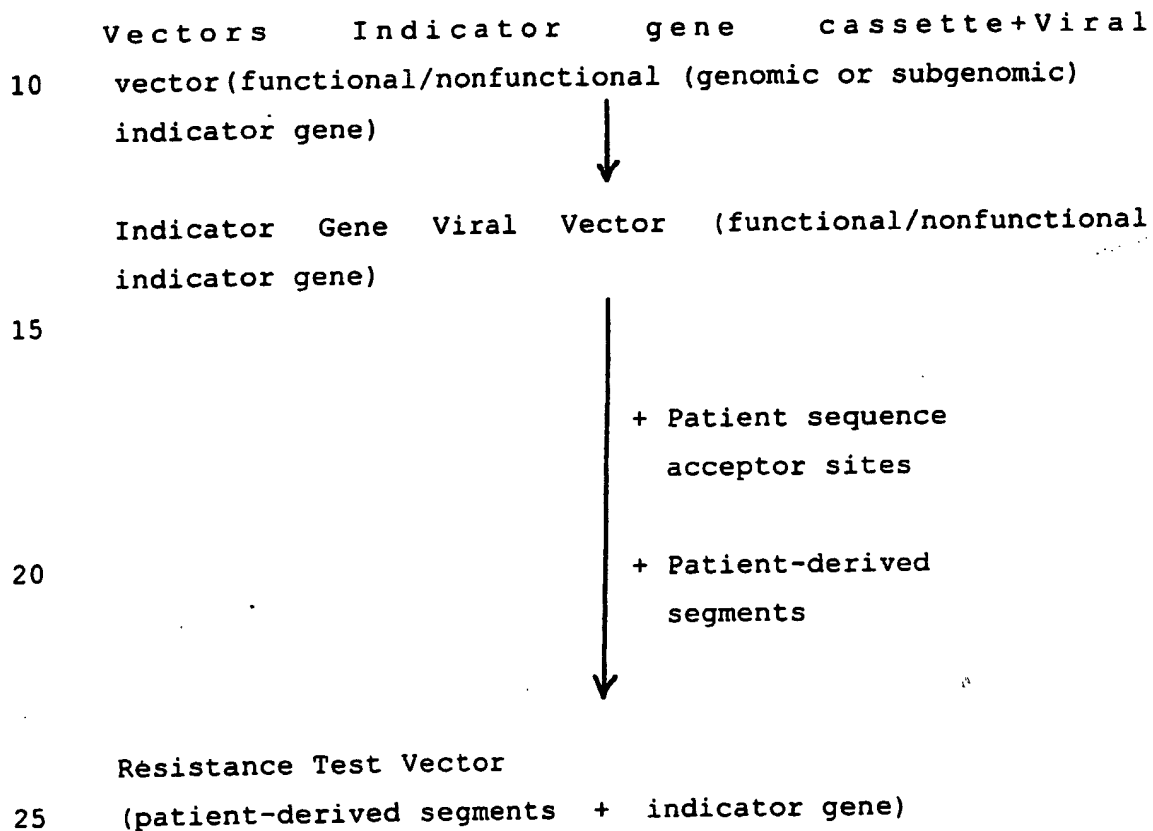 Vectors Indicator gene cassette+Viral
10 vector(functional/nonfunctional (genomic or subgenomic)
indicator gene)
Indicator Gene Viral Vector (functional/nonfunctional
indicator gene)
15
+ Patient sequence
acceptor sites
20 + Patient-derived
segments
Resistance Test Vector
25 (patient-derived segments + indicator gene)